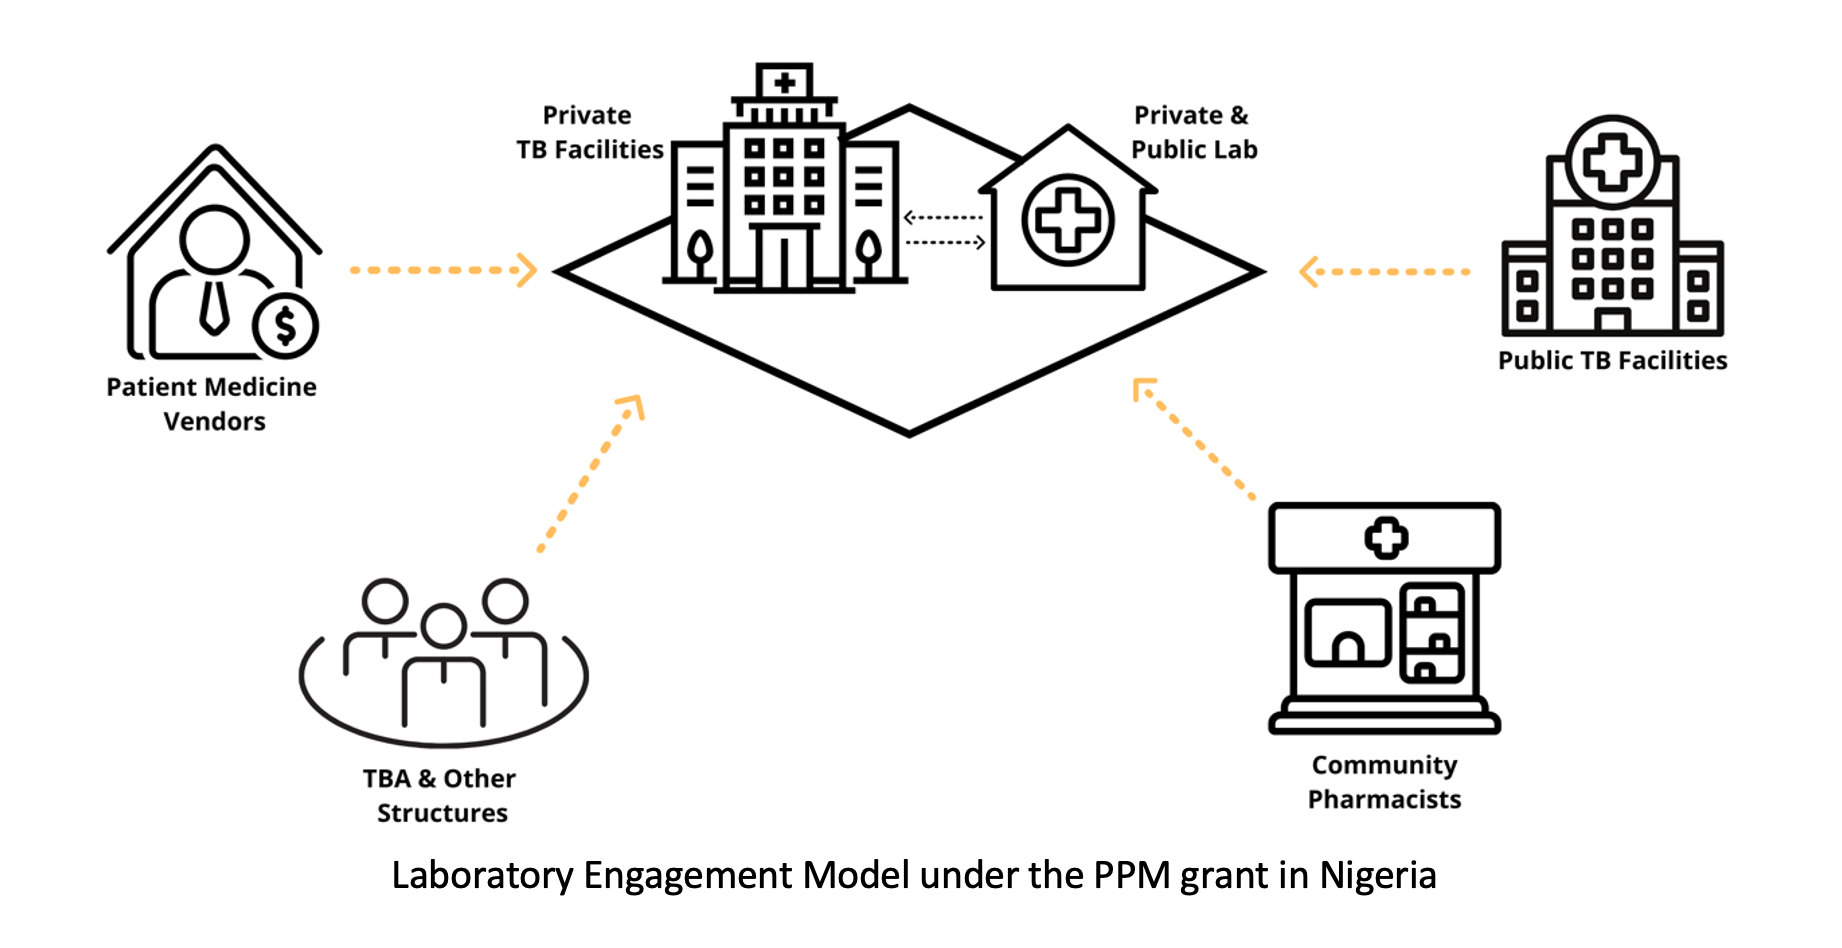 Private
TB Facilities
Private &
Public Lab
Patient Medicine
Vendors
$
Public TB Facilities
TBA & Other
Structures
Community
Pharmacists
Laboratory Engagement Model under the PPM grant in Nigeria